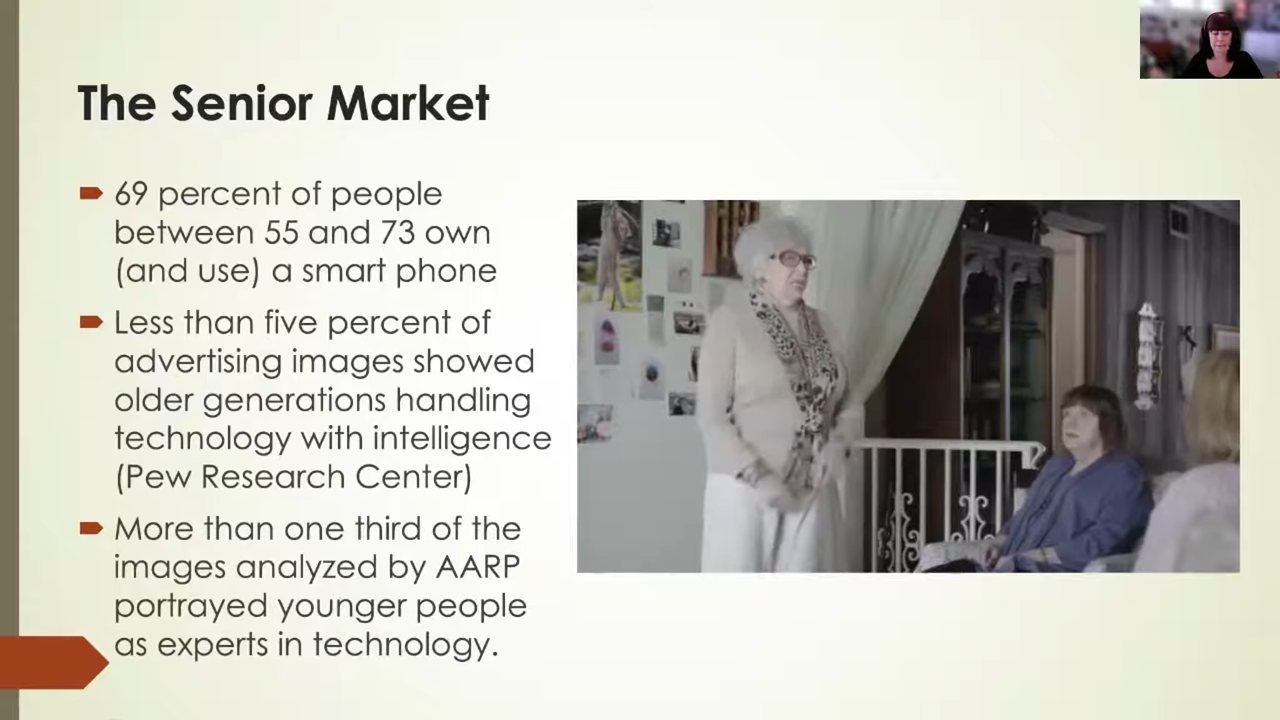 The Senior Market
69 percent of people
between 55 and 73 own
(and use) a smart phone
Less than five percent of
advertising images showed
older generations handling
technology with intelligence
(Pew Research Center)
More than one third of the
images analyzed by AARP
portrayed younger people
as experts in technology.